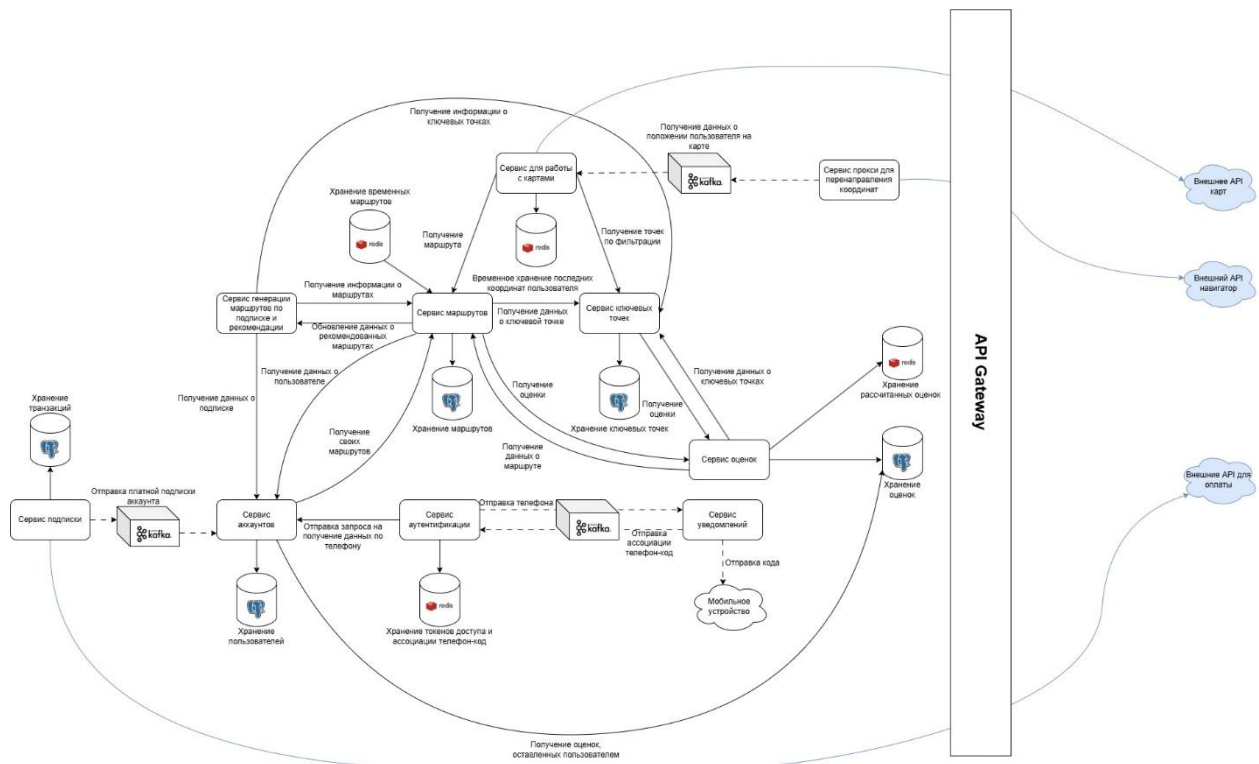 Получение информации о
ключевых точках
Получение данных о
положении пользователя на
карте
kafka
Сервис для работы
с картами
Сервис прокси для
перенаправления
координат
Внешнее API
карт
Хранение временных
маршрутов
redis
Получение
маршрута
redis
Получение точек
по фильтрации
Временное хранение последних
координат пользователя
Внешний API
навигатор
Сервис генерации
маршрутов по
подписке и
рекомендации
Получение информации о
маршрутах
Обновление данных о
рекомендованных
маршрутах
Сервис маршрутов
Получение данных
о ключевой точке
Сервис ключевых
точек
API Gateway
redis
Хранение
рассчитанных оценок
Получение данных о
пользователе
Получение данных о
подписке
Получение
оценки
Хранение маршрутов
Получение данных о
ключевых точках
Получение
оценки
Хранение ключевых точек
Хранение
транзакций
Получение
своих
маршрутов
Получение
данных о
маршруте
Сервис оценок
Хранение
оценок
Внешние API для
оплаты
Отправка платной подписки
аккаунта
Сервис подписки
kafka
Сервис
аккаунтов
Отправка запроса на
получение данных по
телефону
Сервис
аутентификации
Отправка телефона
kafka
Отправка
ассоциации
телефон-код
Сервис
уведомлений
Отправка кода
Мобильное
устройство
Хранение
пользователей
redis
Хранение токенов доступа и
ассоциации телефон-код
Получение оценок,
оставленных пользователем